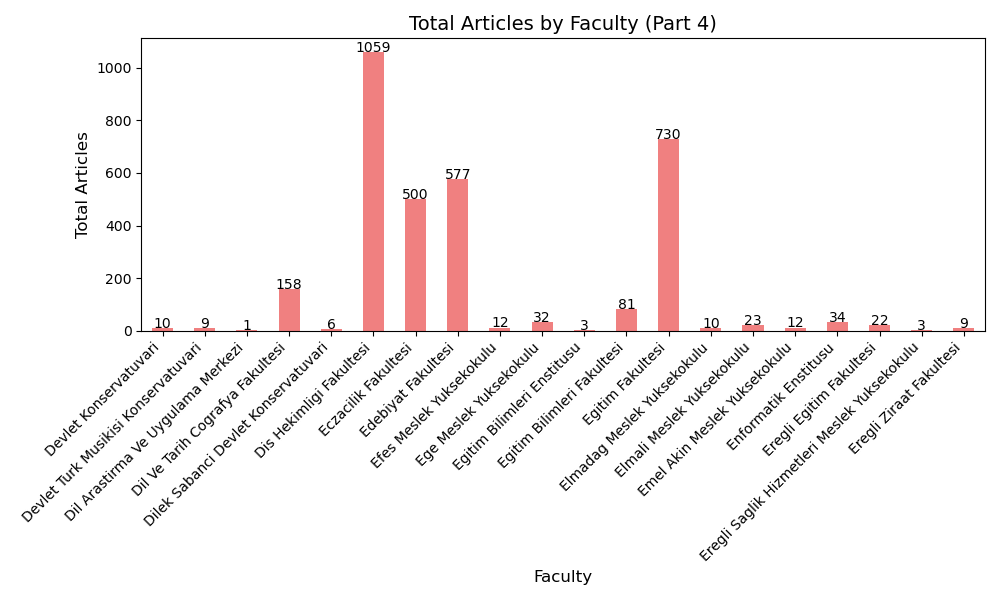 Total Articles by Faculty (Part 4)
Total Articles
1000
800
600
400
200
0
10
9
1
158
6
1059
500
577
12
32
3
81
730
10
23
12
34
22
3
9
Devlet Konservatuvari
Devlet Turk Musikisi Konservatuvari
Dil Arastirma Ve Uygulama Merkezi
Dil Ve Tarih Cografya Fakultesi
Dilek Sabanci Devlet Konservatuvari
Dis Hekimligi Fakultesi
Eczacilik Fakultesi
Edebiyat Fakultesi
Efes Meslek Yuksekokulu
Ege Meslek Yuksekokulu
Egitim Bilimleri Enstitusu
Egitim Bilimleri Fakultesi
Egitim Fakultesi
Elmadag Meslek Yuksekokulu
Elmali Meslek Yuksekokulu
Emel Akin Meslek Yuksekokulu
Enformatik Enstitusu
Eregli Egitim Fakultesi
Eregli Saglik Hizmetleri Meslek Yuksekokulu
Eregli Ziraat Fakultesi
Faculty